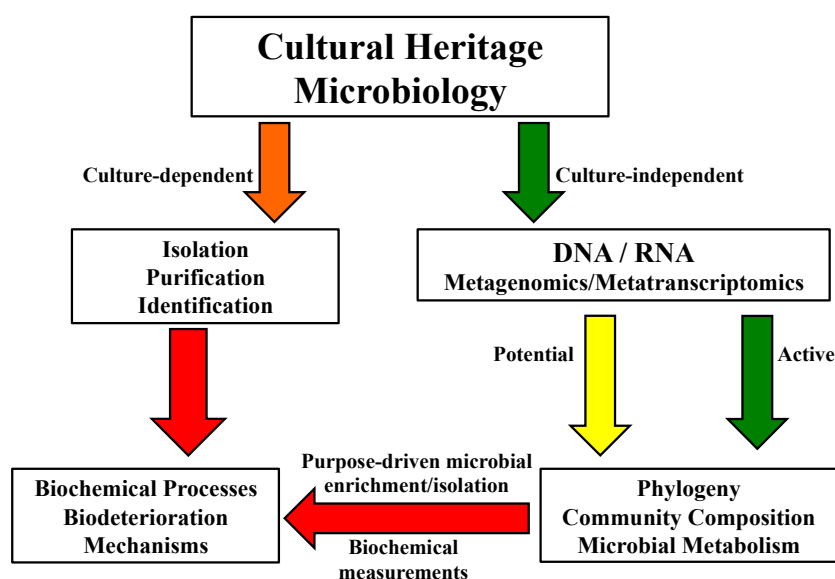 Cultural Heritage
Microbiology
Culture-dependent
Culture-independent
Isolation
Purification
Identification
DNA / RNA
Metagenomics/Metatranscriptomics
Potential
Active
Purpose-driven microbial
enrichment/isolation
Biochemical Processes
Biodeterioration
Mechanisms
Phylogeny
Community Composition
Microbial Metabolism
Biochemical
measurements